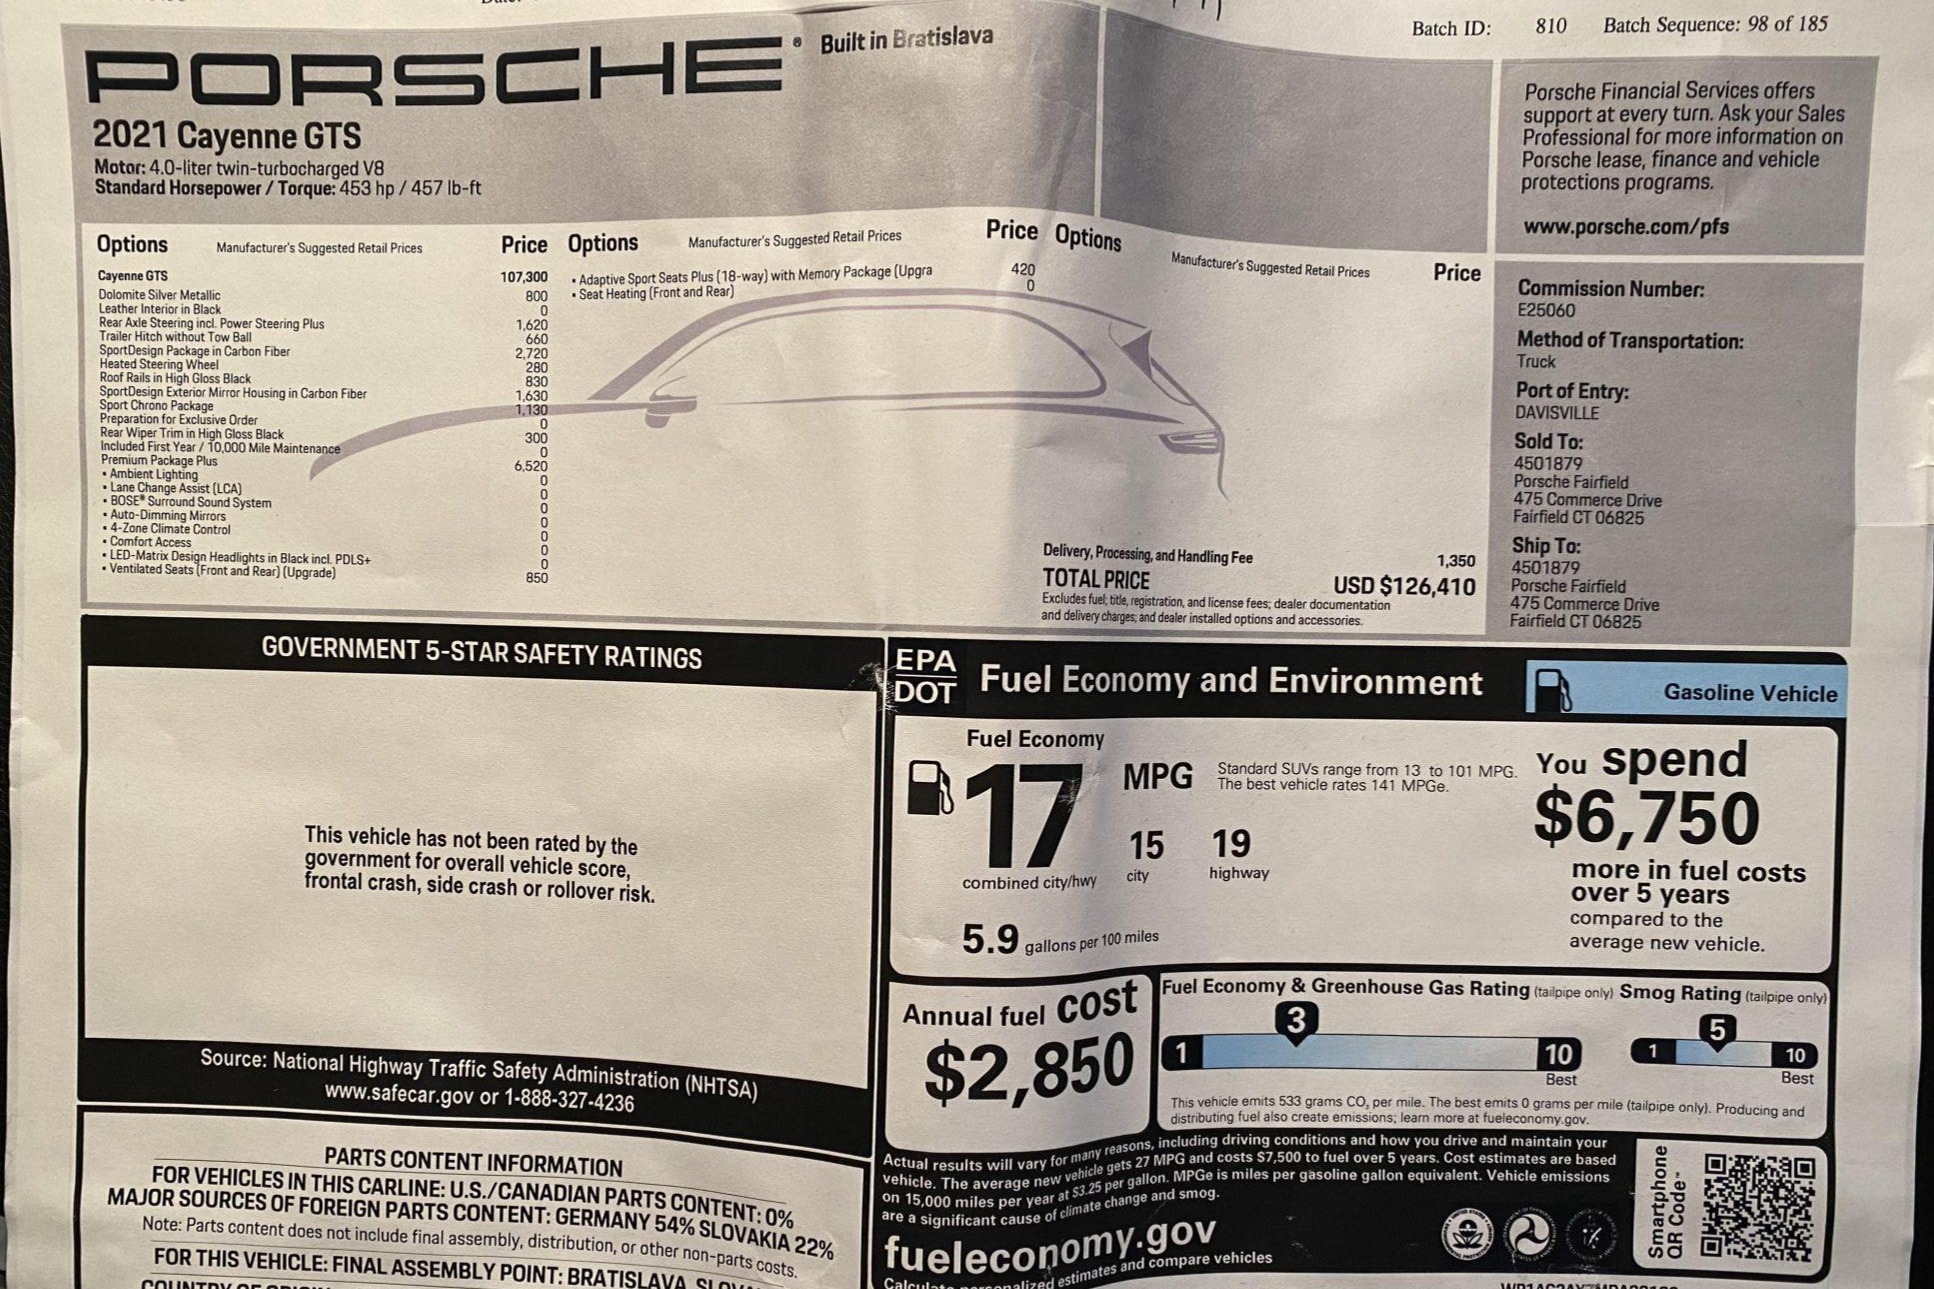 Batch ID: 810 Batch Sequence: 98 of 185
PORSCHE® Built in Bratislava
2021 Cayenne GTS
Motor: 4.0-liter twin-turbocharged V8
Standard Horsepower / Torque: 453 hp / 457 lb-ft
Options Manufacturer's Suggested Retail Prices Price
Cayenne GTS 107,300
Dolomite Silver Metallic 800
Leather Interior in Black 0
Rear Axle Steering incl. Power Steering Plus 1,620
Trailer Hitch without Tow Ball 660
SportDesign Package in Carbon Fiber 2,720
Heated Steering Wheel 280
Roof Rails in High Gloss Black 830
SportDesign Exterior Mirror Housing in Carbon Fiber 1,630
Sport Chrono Package 1,130
Preparation for Exclusive Order 0
Rear Wiper Trim in High Gloss Black 300
Included First Year / 10,000 Mile Maintenance 0
Premium Package Plus 6,520
• Ambient Lighting 0
• Lane Change Assist (LCA) 0
• BOSE® Surround Sound System 0
• Auto-Dimming Mirrors 0
• 4-Zone Climate Control 0
• Comfort Access 0
• LED-Matrix Design Headlights in Black incl. PDLS+ 0
• Ventilated Seats (Front and Rear) (Upgrade) 850
Options Manufacturer's Suggested Retail Prices Price
• Adaptive Sport Seats Plus (18-way) with Memory Package (Upgra 420
• Seat Heating (Front and Rear) 0
Options Manufacturer's Suggested Retail Prices Price
Delivery, Processing, and Handling Fee 1,350
TOTAL PRICE USD $126,410
Excludes fuel; title, registration, and license fees; dealer documentation
and delivery charges; and dealer installed options and accessories.
Porsche Financial Services offers
support at every turn. Ask your Sales
Professional for more information on
Porsche lease, finance and vehicle
protections programs.
www.porsche.com/pfs
Commission Number:
E25060
Method of Transportation:
Truck
Port of Entry:
DAVISVILLE
Sold To:
4501879
Porsche Fairfield
475 Commerce Drive
Fairfield CT 06825
Ship To:
4501879
Porsche Fairfield
475 Commerce Drive
Fairfield CT 06825
GOVERNMENT 5-STAR SAFETY RATINGS
This vehicle has not been rated by the
government for overall vehicle score,
frontal crash, side crash or rollover risk.
Source: National Highway Traffic Safety Administration (NHTSA)
www.safecar.gov or 1-888-327-4236
PARTS CONTENT INFORMATION
FOR VEHICLES IN THIS CARLINE: U.S./CANADIAN PARTS CONTENT: 0%
MAJOR SOURCES OF FOREIGN PARTS CONTENT: GERMANY 54% SLOVAKIA 22%
Note: Parts content does not include final assembly, distribution, or other non-parts costs.
FOR THIS VEHICLE: FINAL ASSEMBLY POINT: BRATISLAVA,
EPA
DOT
Fuel Economy and Environment
Gasoline Vehicle
Fuel Economy
17 MPG
Standard SUVs range from 13 to 101 MPG.
The best vehicle rates 141 MPGe.
15 19
combined city/hwy city highway
5.9 gallons per 100 miles
You spend
$6,750
more in fuel costs
over 5 years
compared to the
average new vehicle.
Annual fuel cost
$2,850
Fuel Economy & Greenhouse Gas Rating (tailpipe only)
3
1 10
Best
Smog Rating (tailpipe only)
5
1 10
Best
This vehicle emits 533 grams CO2 per mile. The best emits 0 grams per mile (tailpipe only). Producing and
distributing fuel also create emissions; learn more at fueleconomy.gov.
Actual results will vary for many reasons, including driving conditions and how you drive and maintain your
vehicle. The average new vehicle gets 27 MPG and costs $7,500 to fuel over 5 years. Cost estimates are based
on 15,000 miles per year at $3.25 per gallon. MPGe is miles per gasoline gallon equivalent. Vehicle emissions
are a significant cause of climate change and smog.
fueleconomy.gov
estimates and compare vehicles
Smartphone
QR Code™